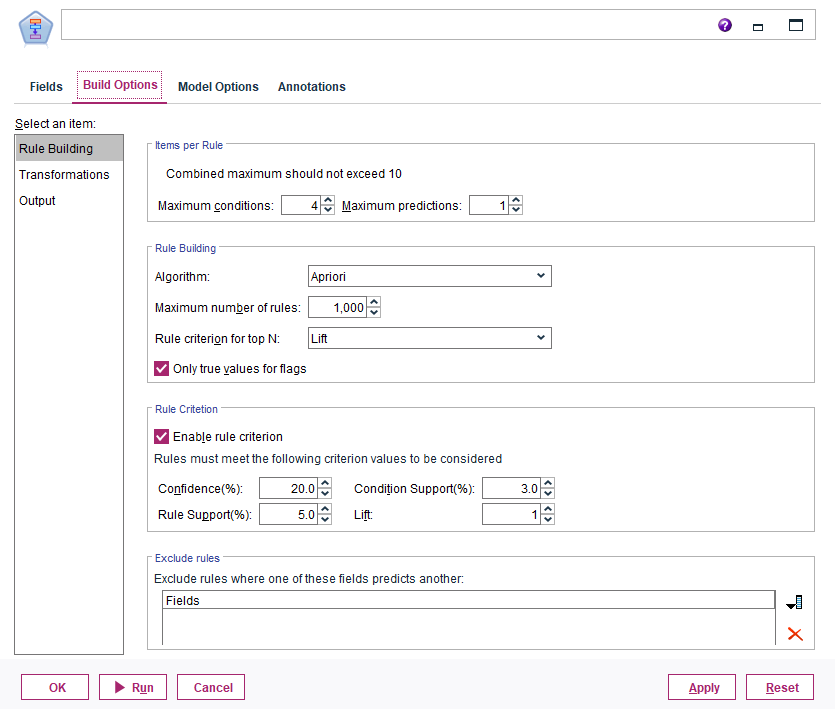 ?
Fields Build Options Model Options Annotations
Select an item:
Rule Building
Transformations
Output
Items per Rule
Combined maximum should not exceed 10
Maximum conditions: 4 Maximum predictions: 1
Rule Building
Algorithm: Apriori
Maximum number of rules: 1,000
Rule criterion for top N: Lift
Only true values for flags
Rule Critetion
Enable rule criterion
Rules must meet the following criterion values to be considered
Confidence(%): 20.0 Condition Support(%): 3.0
Rule Support(%): 5.0 Lift: 1
Exclude rules
Exclude rules where one of these fields predicts another:
Fields
OK Run Cancel Apply Reset